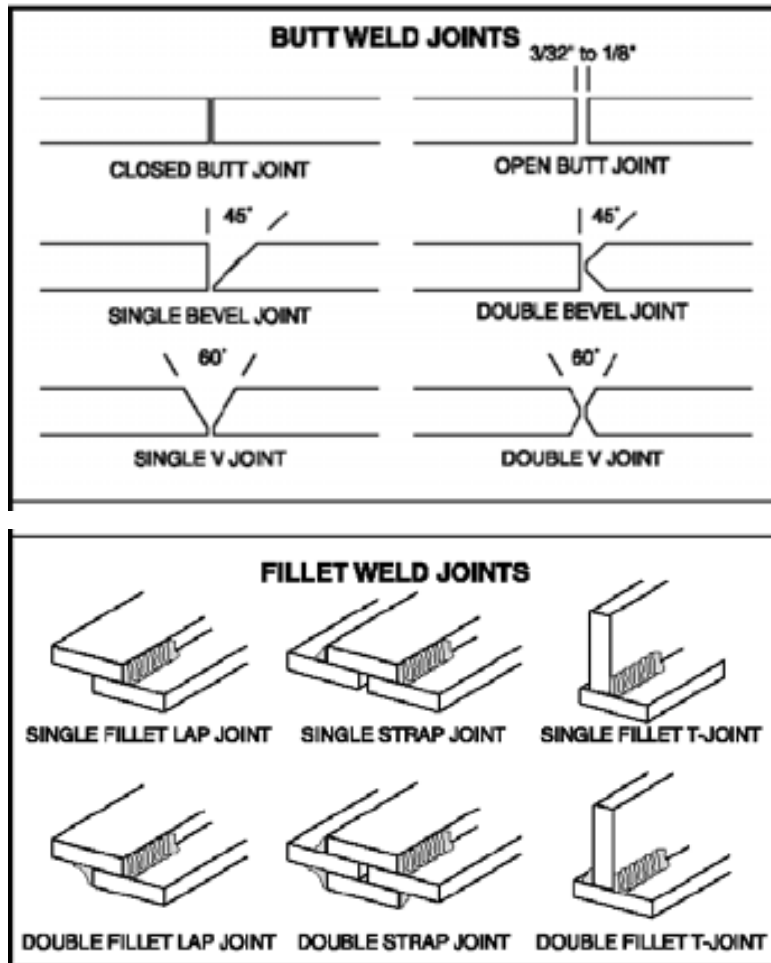 BUTT WELD JOINTS
3/32" to 1/8"
CLOSED BUTT JOINT
OPEN BUTT JOINT
45°
45°
SINGLE BEVEL JOINT
DOUBLE BEVEL JOINT
60°
60°
SINGLE V JOINT
DOUBLE V JOINT
FILLET WELD JOINTS
SINGLE FILLET LAP JOINT
SINGLE STRAP JOINT
SINGLE FILLET T-JOINT
DOUBLE FILLET LAP JOINT
DOUBLE STRAP JOINT
DOUBLE FILLET T-JOINT